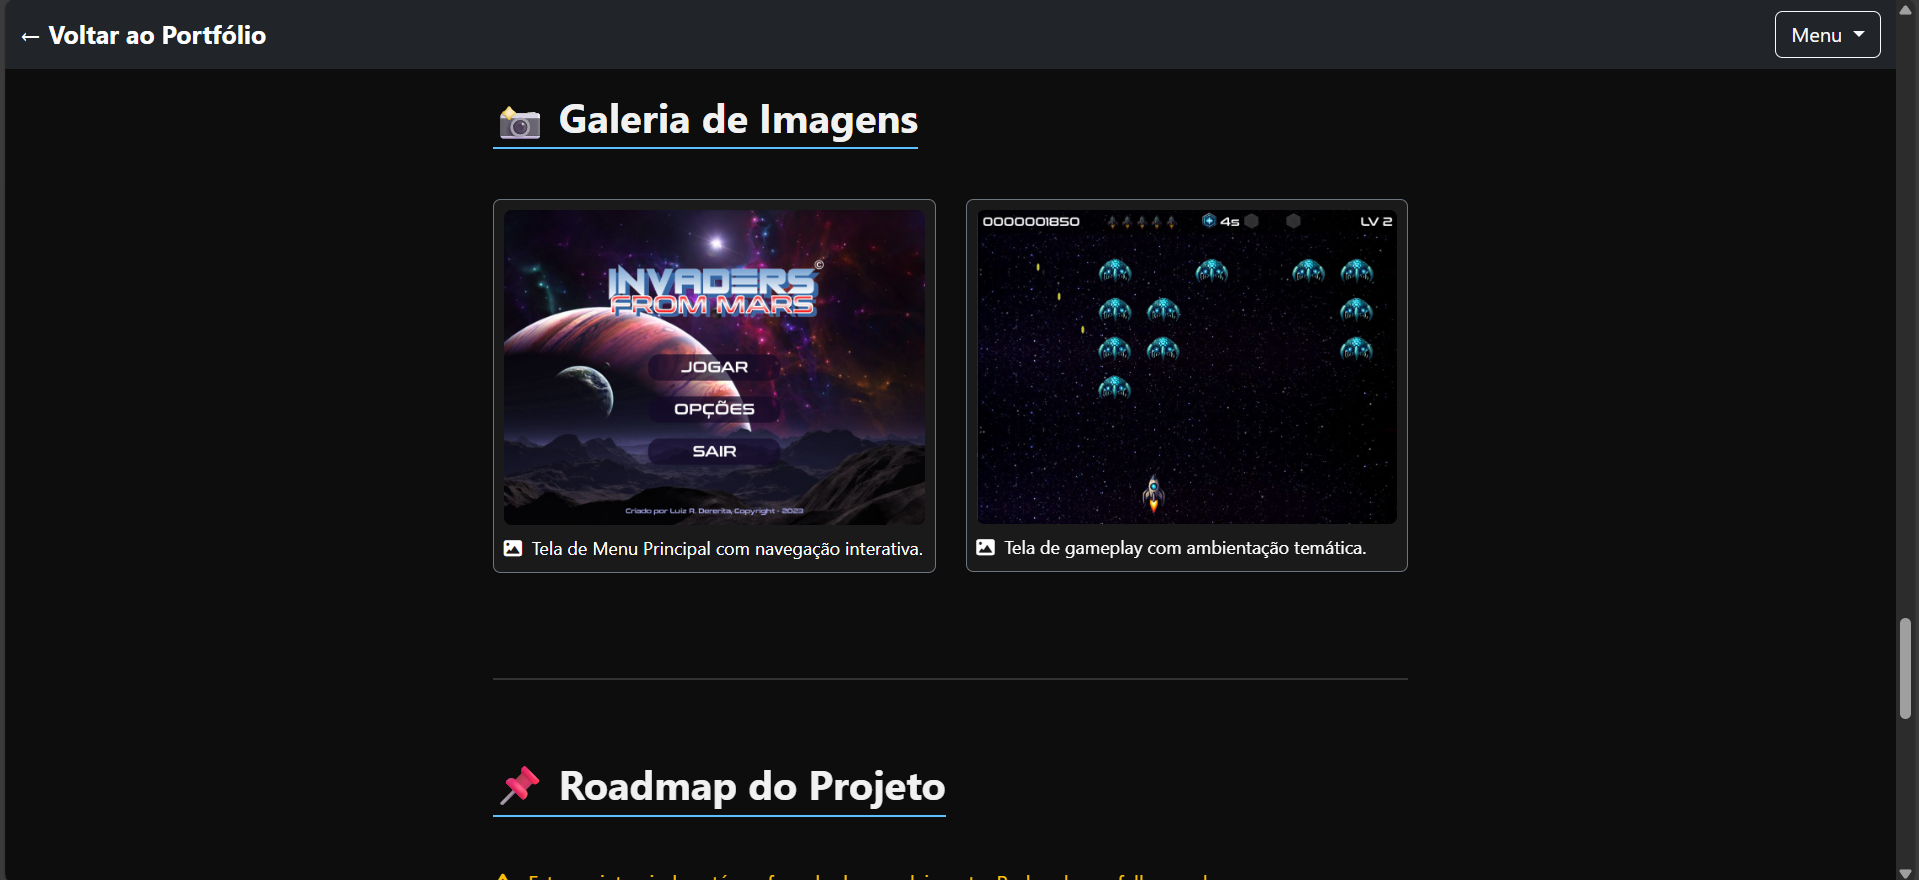 ← Voltar ao Portfólio
Menu
Galeria de Imagens
INVADERS ©
FROM MARS
JOGAR
OPÇÕES
SAIR
Criado por Luiz R. Dererita, Copyright - 2023
Tela de Menu Principal com navegação interativa.
0000001850 4s LV 2
Tela de gameplay com ambientação temática.
Roadmap do Projeto